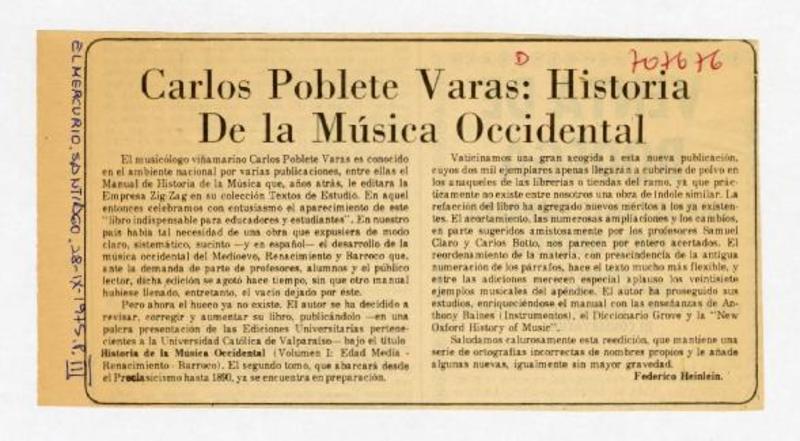 EL MERCURIO. SANTIAGO. 28-IX-1975. P. III
D
707676
Carlos Poblete Varas: Historia
De la Música Occidental
El musicólogo viñamarino Carlos Poblete Varas es conocido
en el ambiente nacional por varias publicaciones, entre ellas el
Manual de Historia de la Música que, años atrás, le editara la
Empresa Zig-Zag en su colección Textos de Estudio. En aquel
entonces celebramos con entusiasmo el aparecimiento de este
"libro indispensable para educadores y estudiantes". En nuestro
país había tal necesidad de una obra que expusiera de modo
claro, sistemático, sucinto —y en español— el desarrollo de la
música occidental del Medioevo, Renacimiento y Barroco que,
ante la demanda de parte de profesores, alumnos y el público
lector, dicha edición se agotó hace tiempo, sin que otro manual
hubiese llenado, entretanto, el vacío dejado por éste.
Pero ahora el hueco ya no existe. El autor se ha decidido a
revisar, corregir y aumentar su libro, publicándolo —en una
pulcra presentación de las Ediciones Universitarias pertene-
cientes a la Universidad Católica de Valparaíso— bajo el título
Historia de la Música Occidental (Volumen I: Edad Media -
Renacimiento - Barroco). El segundo tomo, que abarcará desde
el Preclasicismo hasta 1890, ya se encuentra en preparación.
Vaticinamos una gran acogida a esta nueva publicación,
cuyos dos mil ejemplares apenas llegarán a cubrirse de polvo en
los anaqueles de las librerías o tiendas del ramo, ya que prác-
ticamente no existe entre nosotros una obra de índole similar. La
refacción del libro ha agregado nuevos méritos a los ya existen-
tes. El acortamiento, las numerosas ampliaciones y los cambios,
en parte sugeridos amistosamente por los profesores Samuel
Claro y Carlos Botto, nos parecen por entero acertados. El
reordenamiento de la materia, con prescindencia de la antigua
numeración de los párrafos, hace el texto mucho más flexible, y
entre las adiciones merecen especial aplauso los veintisiete
ejemplos musicales del apéndice. El autor ha proseguido sus
estudios, enriqueciéndose el manual con las enseñanzas de An-
thony Baines (Instrumentos), el Diccionario Grove y la "New
Oxford History of Music".
Saludamos calurosamente esta reedición, que mantiene una
serie de ortografías incorrectas de nombres propios y le añade
algunas nuevas, igualmente sin mayor gravedad.
Federico Heinlein.